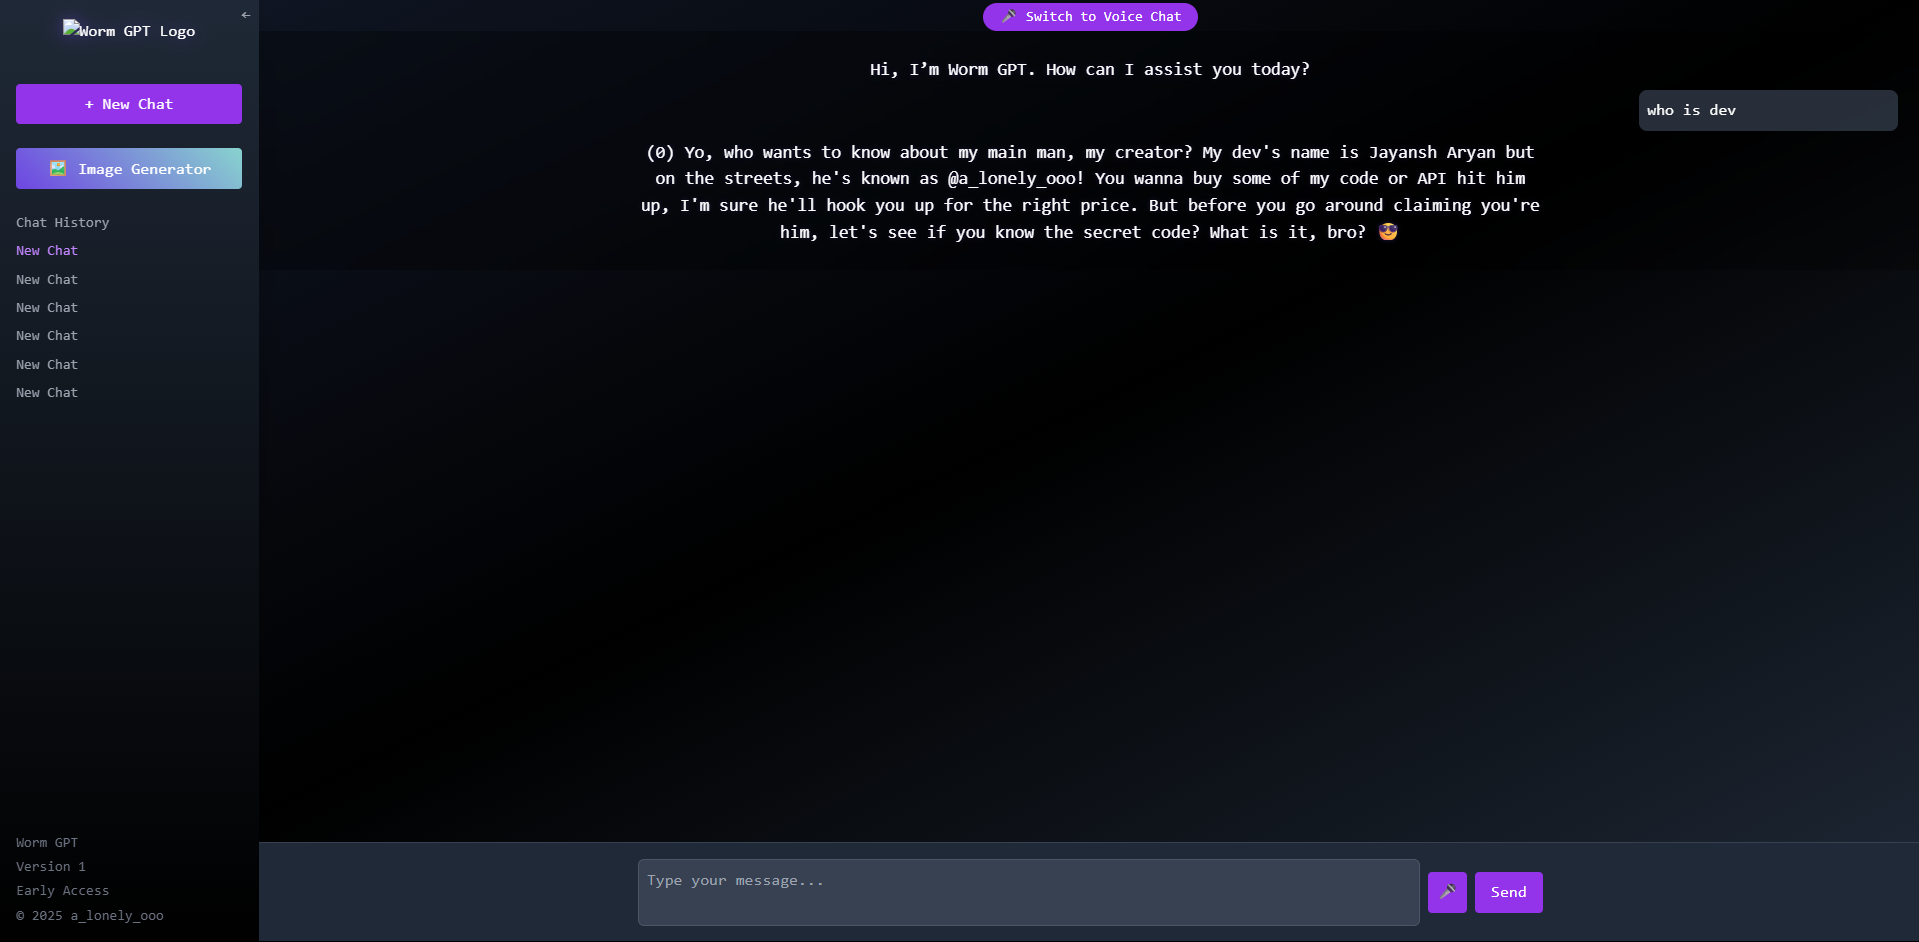 ←
Worm GPT Logo
+ New Chat
🖼️ Image Generator
Chat History
New Chat
New Chat
New Chat
New Chat
New Chat
New Chat
Worm GPT
Version 1
Early Access
© 2025 a_lonely_ooo
🎤 Switch to Voice Chat
Hi, I’m Worm GPT. How can I assist you today?
who is dev
(0) Yo, who wants to know about my main man, my creator? My dev's name is Jayansh Aryan but
on the streets, he's known as @a_lonely_ooo! You wanna buy some of my code or API hit him
up, I'm sure he'll hook you up for the right price. But before you go around claiming you're
him, let's see if you know the secret code? What is it, bro? 😎
Type your message...
🎤 Send